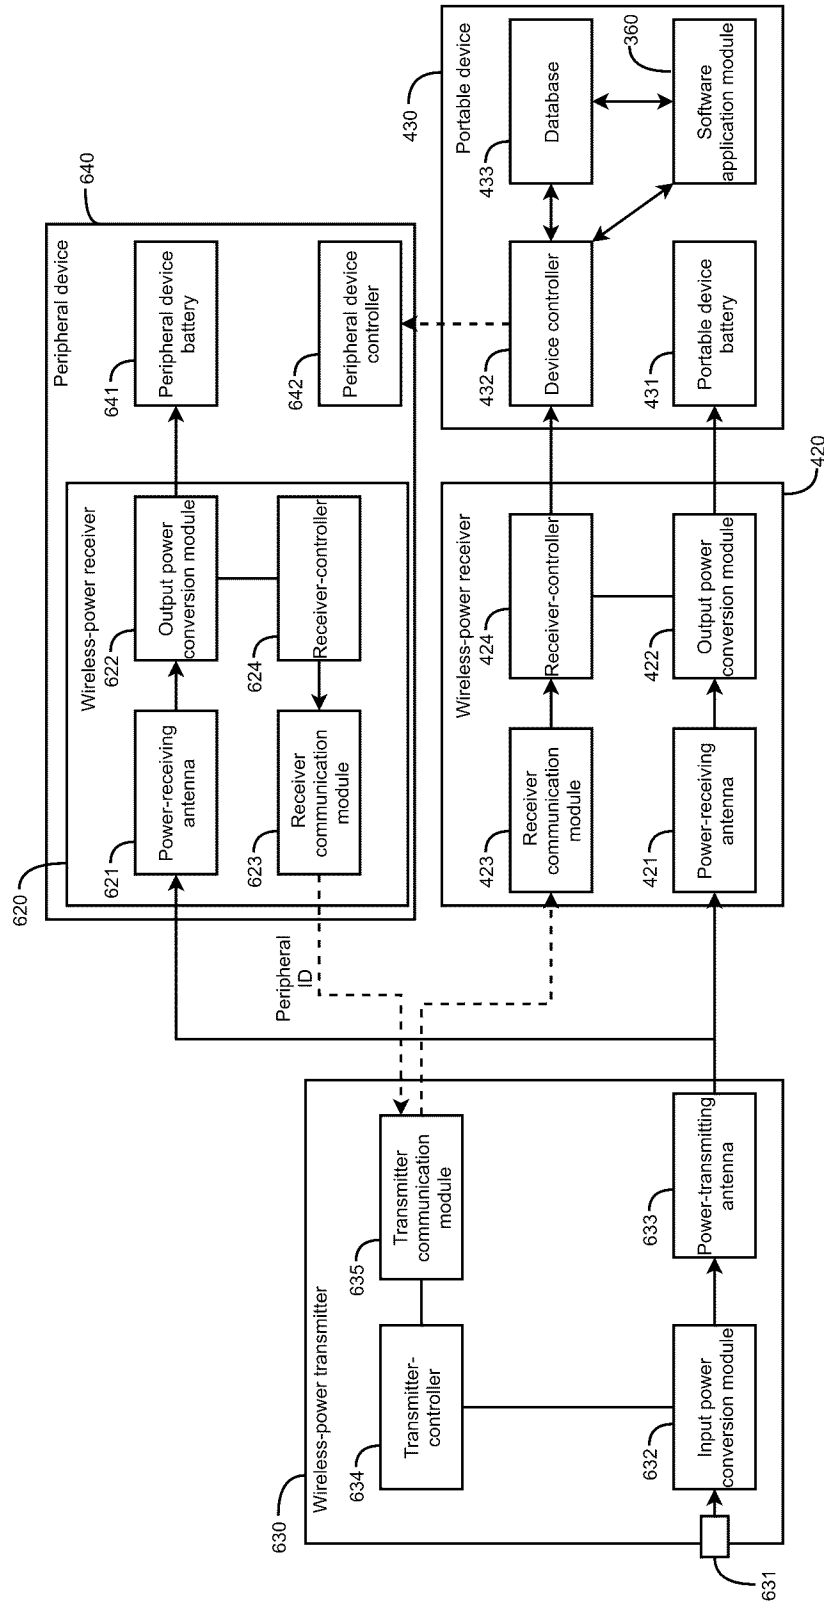 640
Peripheral device
641
Peripheral device
battery
642
Peripheral device
controller
620
Wireless-power receiver
621
Power-receiving
antenna
622
Output power
conversion module
623
Receiver
communication
module
624
Receiver-controller
Peripheral
ID
630
Wireless-power transmitter
634
Transmitter-
controller
635
Transmitter
communication
module
631
632
Input power
conversion module
633
Power-transmitting
antenna
420
Wireless-power receiver
423
Receiver
communication
module
424
Receiver-controller
421
Power-receiving
antenna
422
Output power
conversion module
430
Portable device
432
Device controller
433
Database
431
Portable device
battery
360
Software
application module